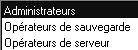 Administrateurs
Opérateurs de sauvegarde
Opérateurs de serveur